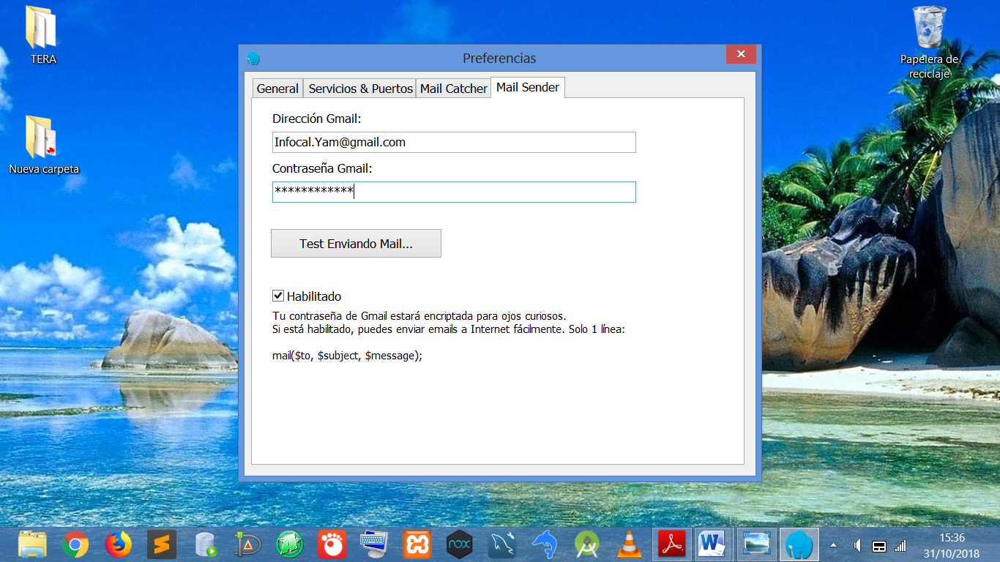 TERA
Nueva carpeta
Papelera de
reciclaje
Preferencias
General
Servicios & Puertos
Mail Catcher
Mail Sender
Dirección Gmail:
Infocal.Yam@gmail.com
Contraseña Gmail:
************
Test Enviando Mail...
Habilitado
Tu contraseña de Gmail estará encriptada para ojos curiosos.
Si está habilitado, puedes enviar emails a Internet fácilmente. Solo 1 línea:
mail($to, $subject, $message);
nox
15:36
31/10/2018